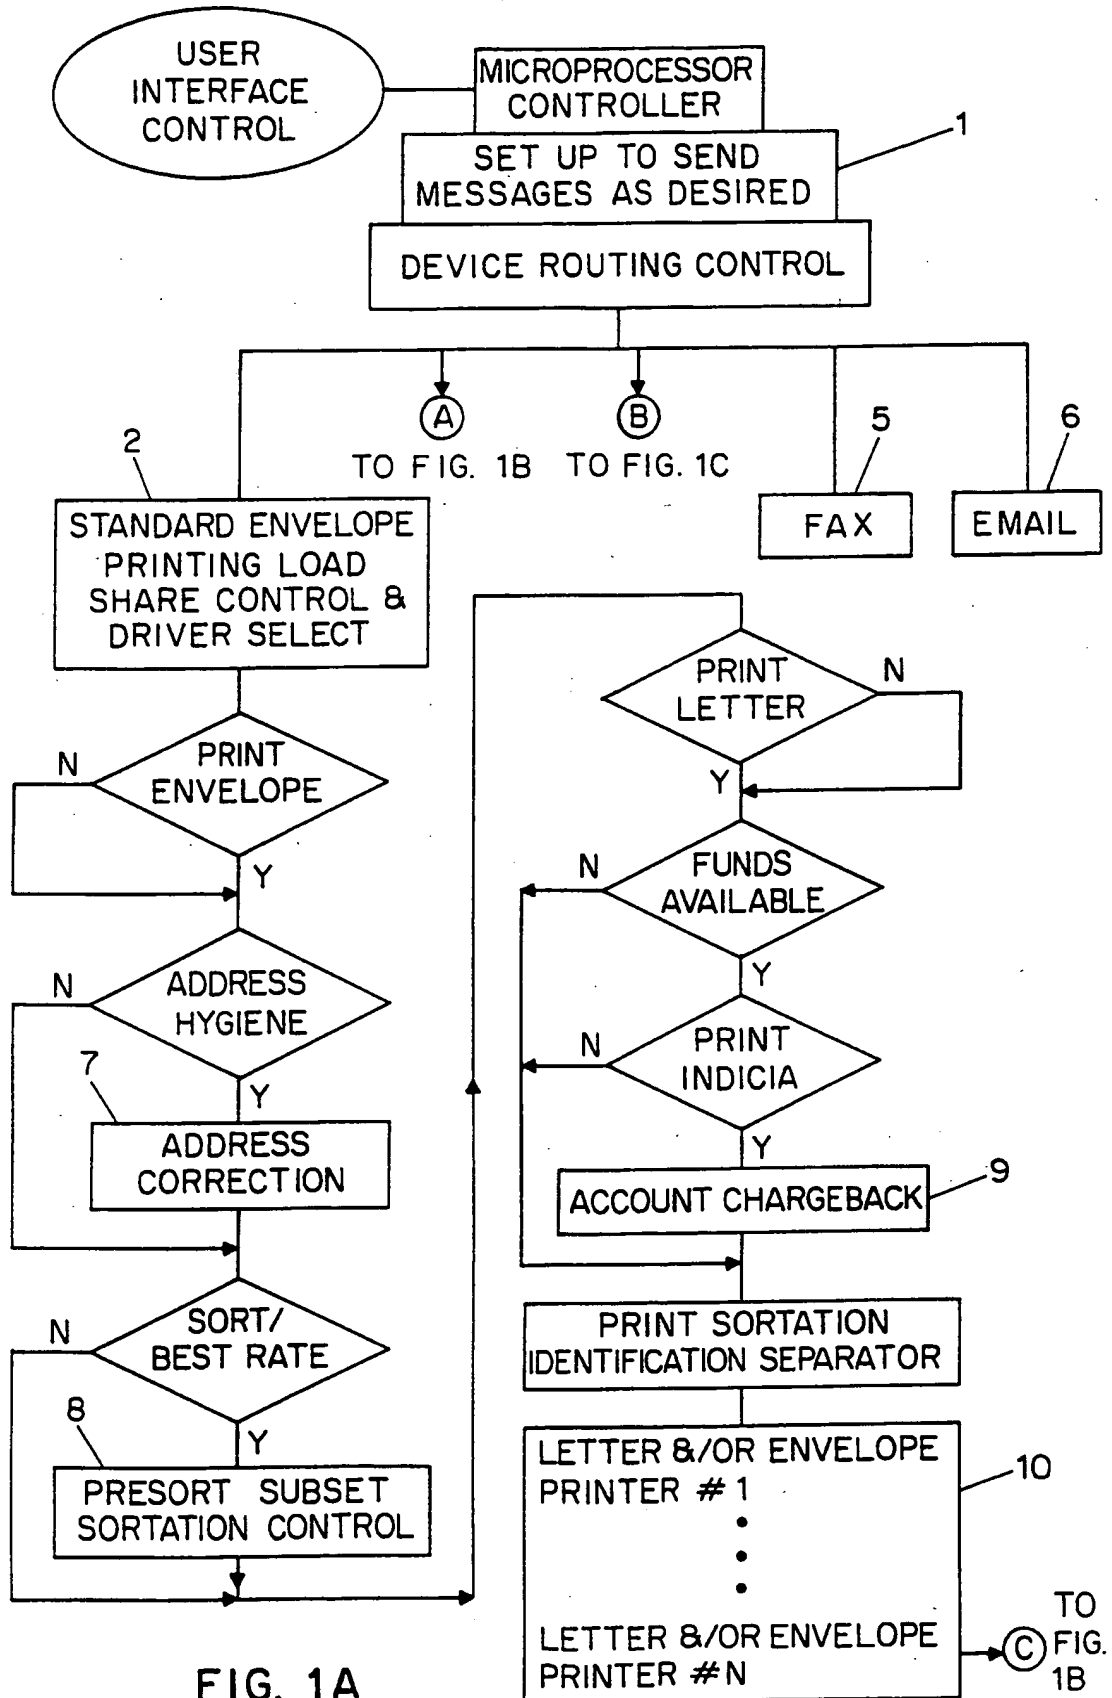 USER
INTERFACE
CONTROL
MICROPROCESSOR
CONTROLLER
SET UP TO SEND
MESSAGES AS DESIRED
1
DEVICE ROUTING CONTROL
A
TO FIG. 1B
B
TO FIG. 1C
5
FAX
6
EMAIL
2
STANDARD ENVELOPE
PRINTING LOAD
SHARE CONTROL &
DRIVER SELECT
PRINT
ENVELOPE
N
Y
ADDRESS
HYGIENE
N
Y
7
ADDRESS
CORRECTION
SORT/
BEST RATE
N
Y
8
PRESORT SUBSET
SORTATION CONTROL
PRINT
LETTER
N
Y
FUNDS
AVAILABLE
N
Y
PRINT
INDICIA
N
Y
ACCOUNT CHARGEBACK
9
PRINT SORTATION
IDENTIFICATION SEPARATOR
LETTER &/OR ENVELOPE
PRINTER #1
10
LETTER &/OR ENVELOPE
PRINTER #N
C
TO
FIG.
1B
FIG. 1A